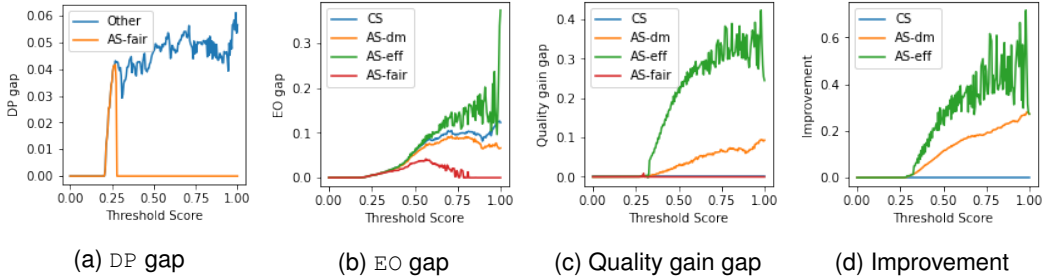 Other
AS-fair
DP gap
0.06
0.05
0.04
0.03
0.02
0.01
0.00
0.00 0.25 0.50 0.75 1.00
Threshold Score
(a) DP gap
CS
AS-dm
AS-eff
AS-fair
EO gap
0.3
0.2
0.1
0.0
0.00 0.25 0.50 0.75 1.00
Threshold Score
(b) EO gap
CS
AS-dm
AS-eff
AS-fair
Quality gain gap
0.4
0.3
0.2
0.1
0.0
0.00 0.25 0.50 0.75 1.00
Threshold Score
(c) Quality gain gap
CS
AS-dm
AS-eff
Improvement
0.6
0.4
0.2
0.0
0.00 0.25 0.50 0.75 1.00
Threshold Score
(d) Improvement